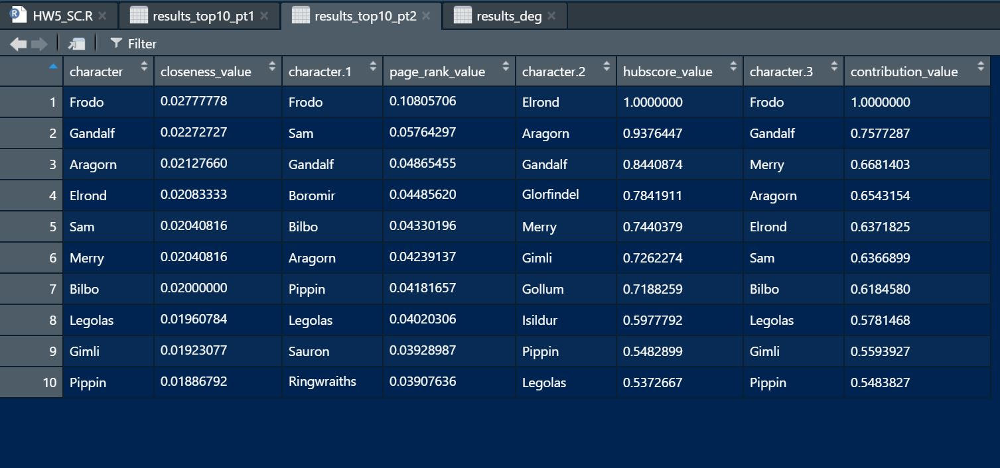 HW5_SC.R results_top10_pt1 results_top10_pt2 results_deg
Filter
character closeness_value character.1 page_rank_value character.2 hubscore_value character.3 contribution_value
1 Frodo 0.02777778 Frodo 0.10805706 Elrond 1.0000000 Frodo 1.0000000
2 Gandalf 0.02272727 Sam 0.05764297 Aragorn 0.9376447 Gandalf 0.7577287
3 Aragorn 0.02127660 Gandalf 0.04865455 Gandalf 0.8440874 Merry 0.6681403
4 Elrond 0.02083333 Boromir 0.04485620 Glorfindel 0.7841911 Aragorn 0.6543154
5 Sam 0.02040816 Bilbo 0.04330196 Merry 0.7440379 Elrond 0.6371825
6 Merry 0.02040816 Aragorn 0.04239137 Gimli 0.7262274 Sam 0.6366899
7 Bilbo 0.02000000 Pippin 0.04181657 Gollum 0.7188259 Bilbo 0.6184580
8 Legolas 0.01960784 Legolas 0.04020306 Isildur 0.5977792 Legolas 0.5781468
9 Gimli 0.01923077 Sauron 0.03928987 Pippin 0.5482899 Gimli 0.5593927
10 Pippin 0.01886792 Ringwraiths 0.03907636 Legolas 0.5372667 Pippin 0.5483827